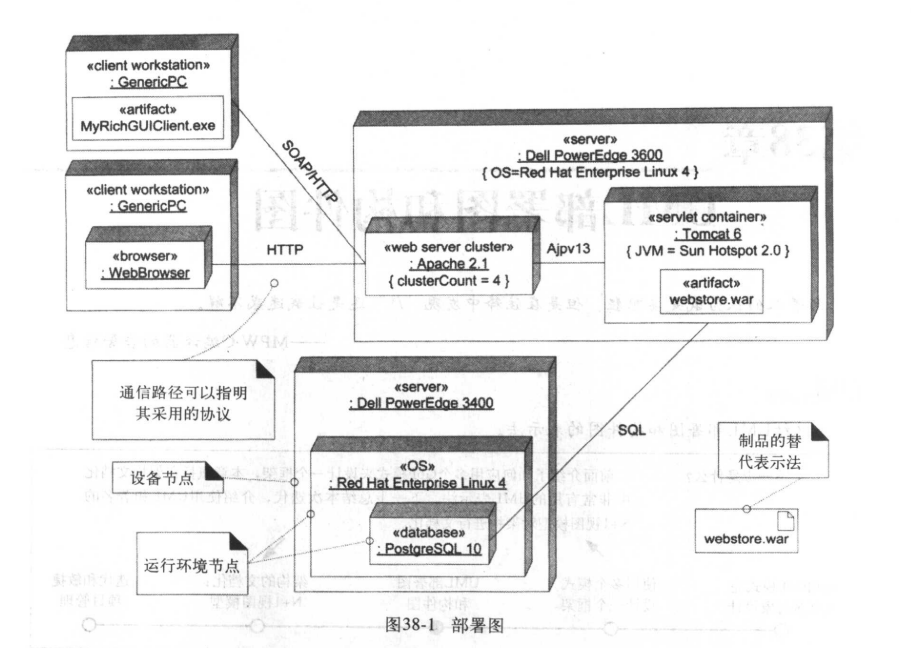 «client workstation»
: GenericPC
«artifact»
MyRichGUIClient.exe
«client workstation»
: GenericPC
«browser»
: WebBrowser
SOAP/HTTP
HTTP
«server»
: Dell PowerEdge 3600
{ OS=Red Hat Enterprise Linux 4 }
«web server cluster»
: Apache 2.1
{ clusterCount = 4 }
Ajpv13
«servlet container»
: Tomcat 6
{ JVM = Sun Hotspot 2.0 }
«artifact»
webstore.war
通信路径可以指明
其采用的协议
«server»
: Dell PowerEdge 3400
SQL
«OS»
: Red Hat Enterprise Linux 4
«database»
: PostgreSQL 10
设备节点
运行环境节点
制品的替
代表示法
webstore.war
图38-1 部署图